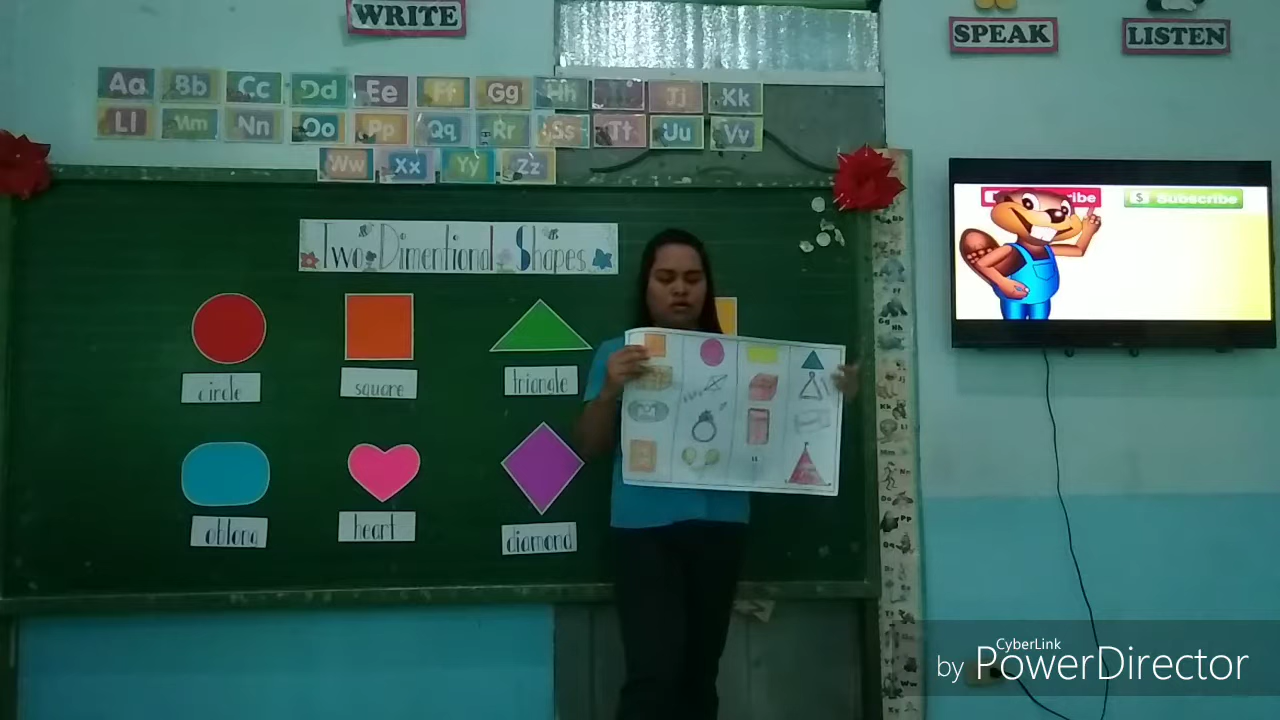 WRITE
SPEAK
LISTEN
Aa Bb Cc Dd Ee Ff Gg Hh Jj Kk
Ll Mm Nn Oo Pp Qq Rr Ss Tt Uu Vv
Ww Xx Yy Zz
Two Dimentional Shapes
Subscribe
circle
square
triangle
oblong
heart
diamond
CyberLink
by PowerDirector